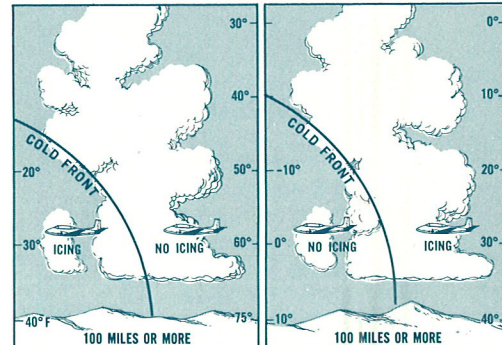 32°
40°
COLD FRONT
20°
50°
30°
60°
ICING
NO ICING
40°F
75°
100 MILES OR MORE
0°
10°
COLD FRONT
-10°
20°
0°
30°
NO ICING
ICING
10°
40°
100 MILES OR MORE